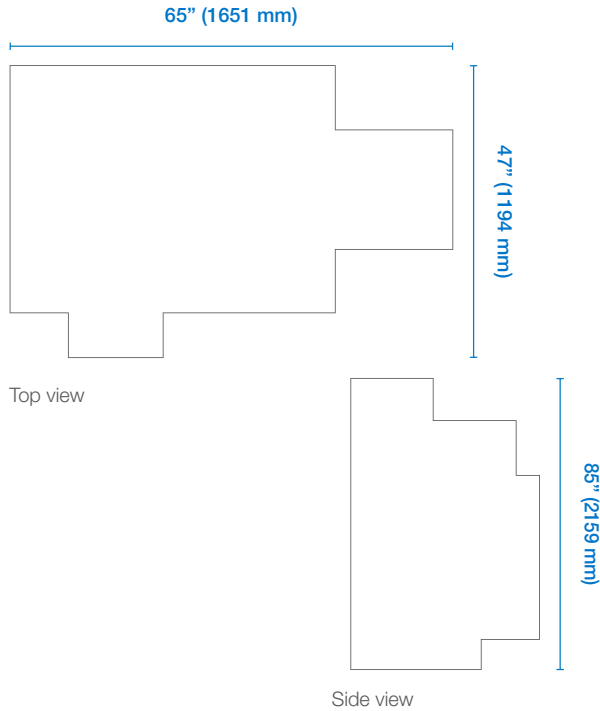 65” (1651 mm)
47” (1194 mm)
Top view
85” (2159 mm)
Side view